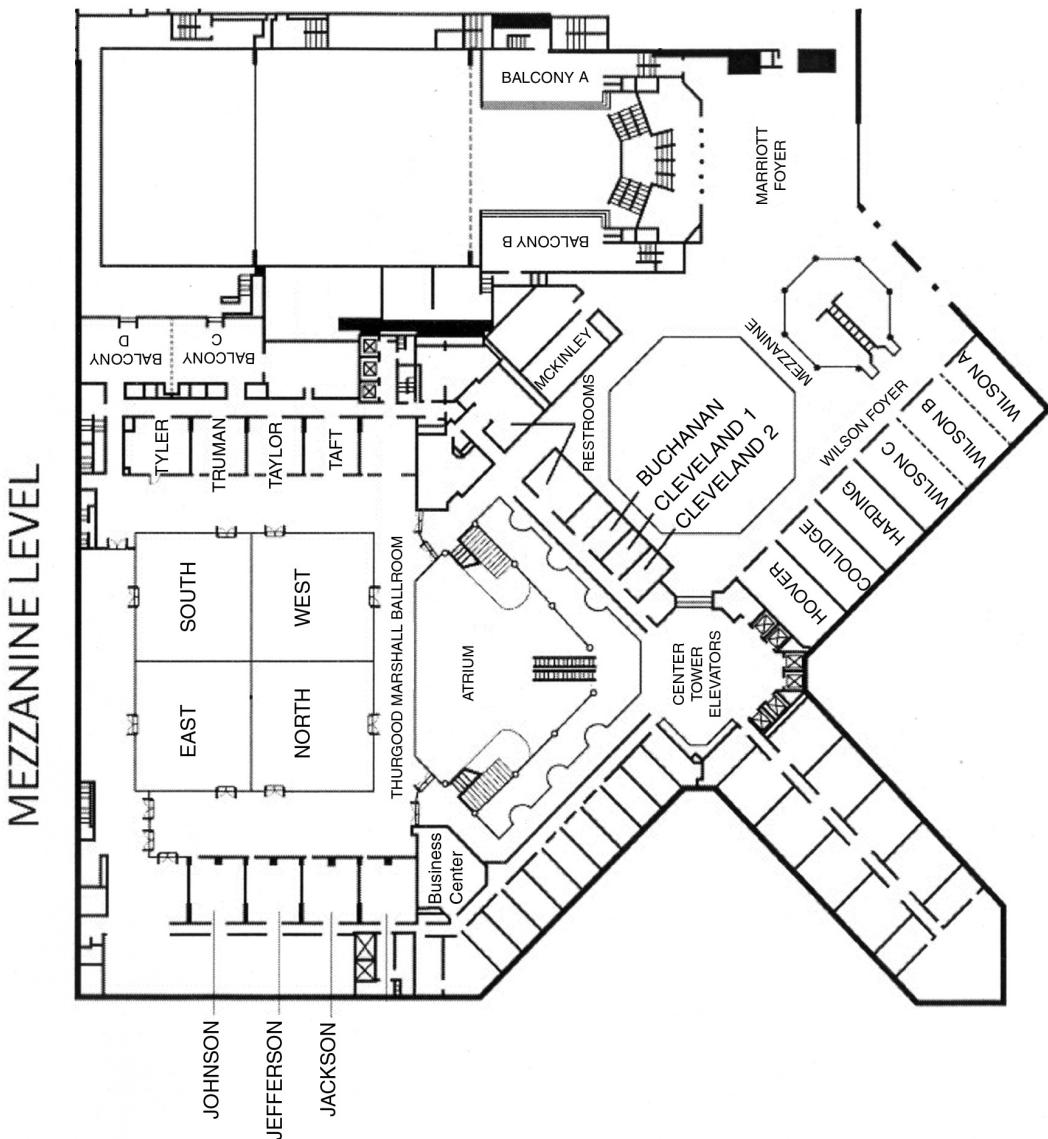 MEZZANINE LEVEL
BALCONY A
MARRIOTT
FOYER
BALCONY B
BALCONY
D
BALCONY
C
MCKINLEY
MEZZANINE
RESTROOMS
WILSON A
WILSON B
WILSON C
WILSON FOYER
BUCHANAN
CLEVELAND 1
CLEVELAND 2
TYLER
TRUMAN
TAYLOR
TAFT
HARDING
COOLIDGE
HOOVER
SOUTH
WEST
EAST
NORTH
THURGOOD MARSHALL BALLROOM
ATRIUM
CENTER
TOWER
ELEVATORS
Business
Center
JOHNSON
JEFFERSON
JACKSON